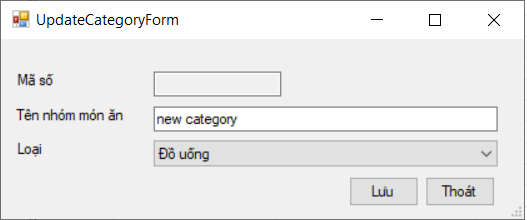 UpdateCategoryForm
Mã số
Tên nhóm món ăn
new category
Loại
Đồ uống
Lưu
Thoát